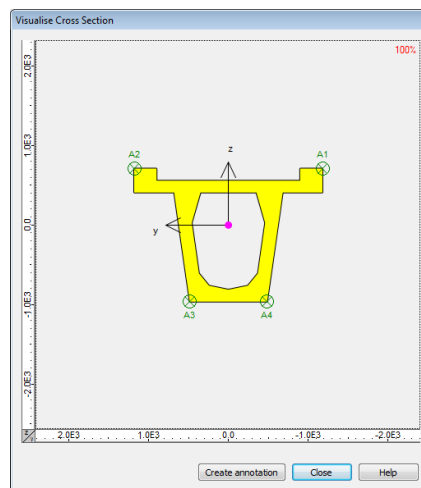 Visualise Cross Section
100%
2.0E3
1.0E3
0.0
-1.0E3
-2.0E3
A2
z
A1
y
A3
A4
z
y
2.0E3
1.0E3
0.0
-1.0E3
-2.0E3
Create annotation
Close
Help